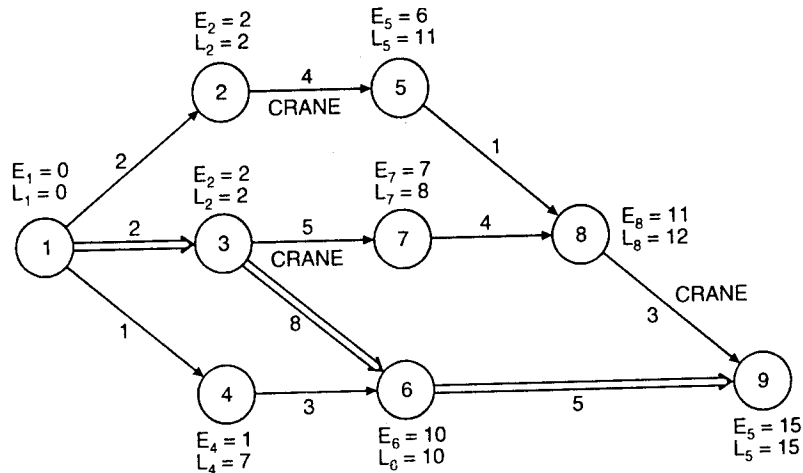 E₂ = 2
L₂ = 2
E₅ = 6
L₅ = 11
2
4
CRANE
5
E₁ = 0
L₁ = 0
2
1
E₂ = 2
L₂ = 2
E₇ = 7
L₇ = 8
1
2
3
5
CRANE
7
4
8
E₈ = 11
L₈ = 12
1
8
CRANE
3
4
3
6
5
9
E₄ = 1
L₄ = 7
E₆ = 10
L₆ = 10
E₅ = 15
L₅ = 15